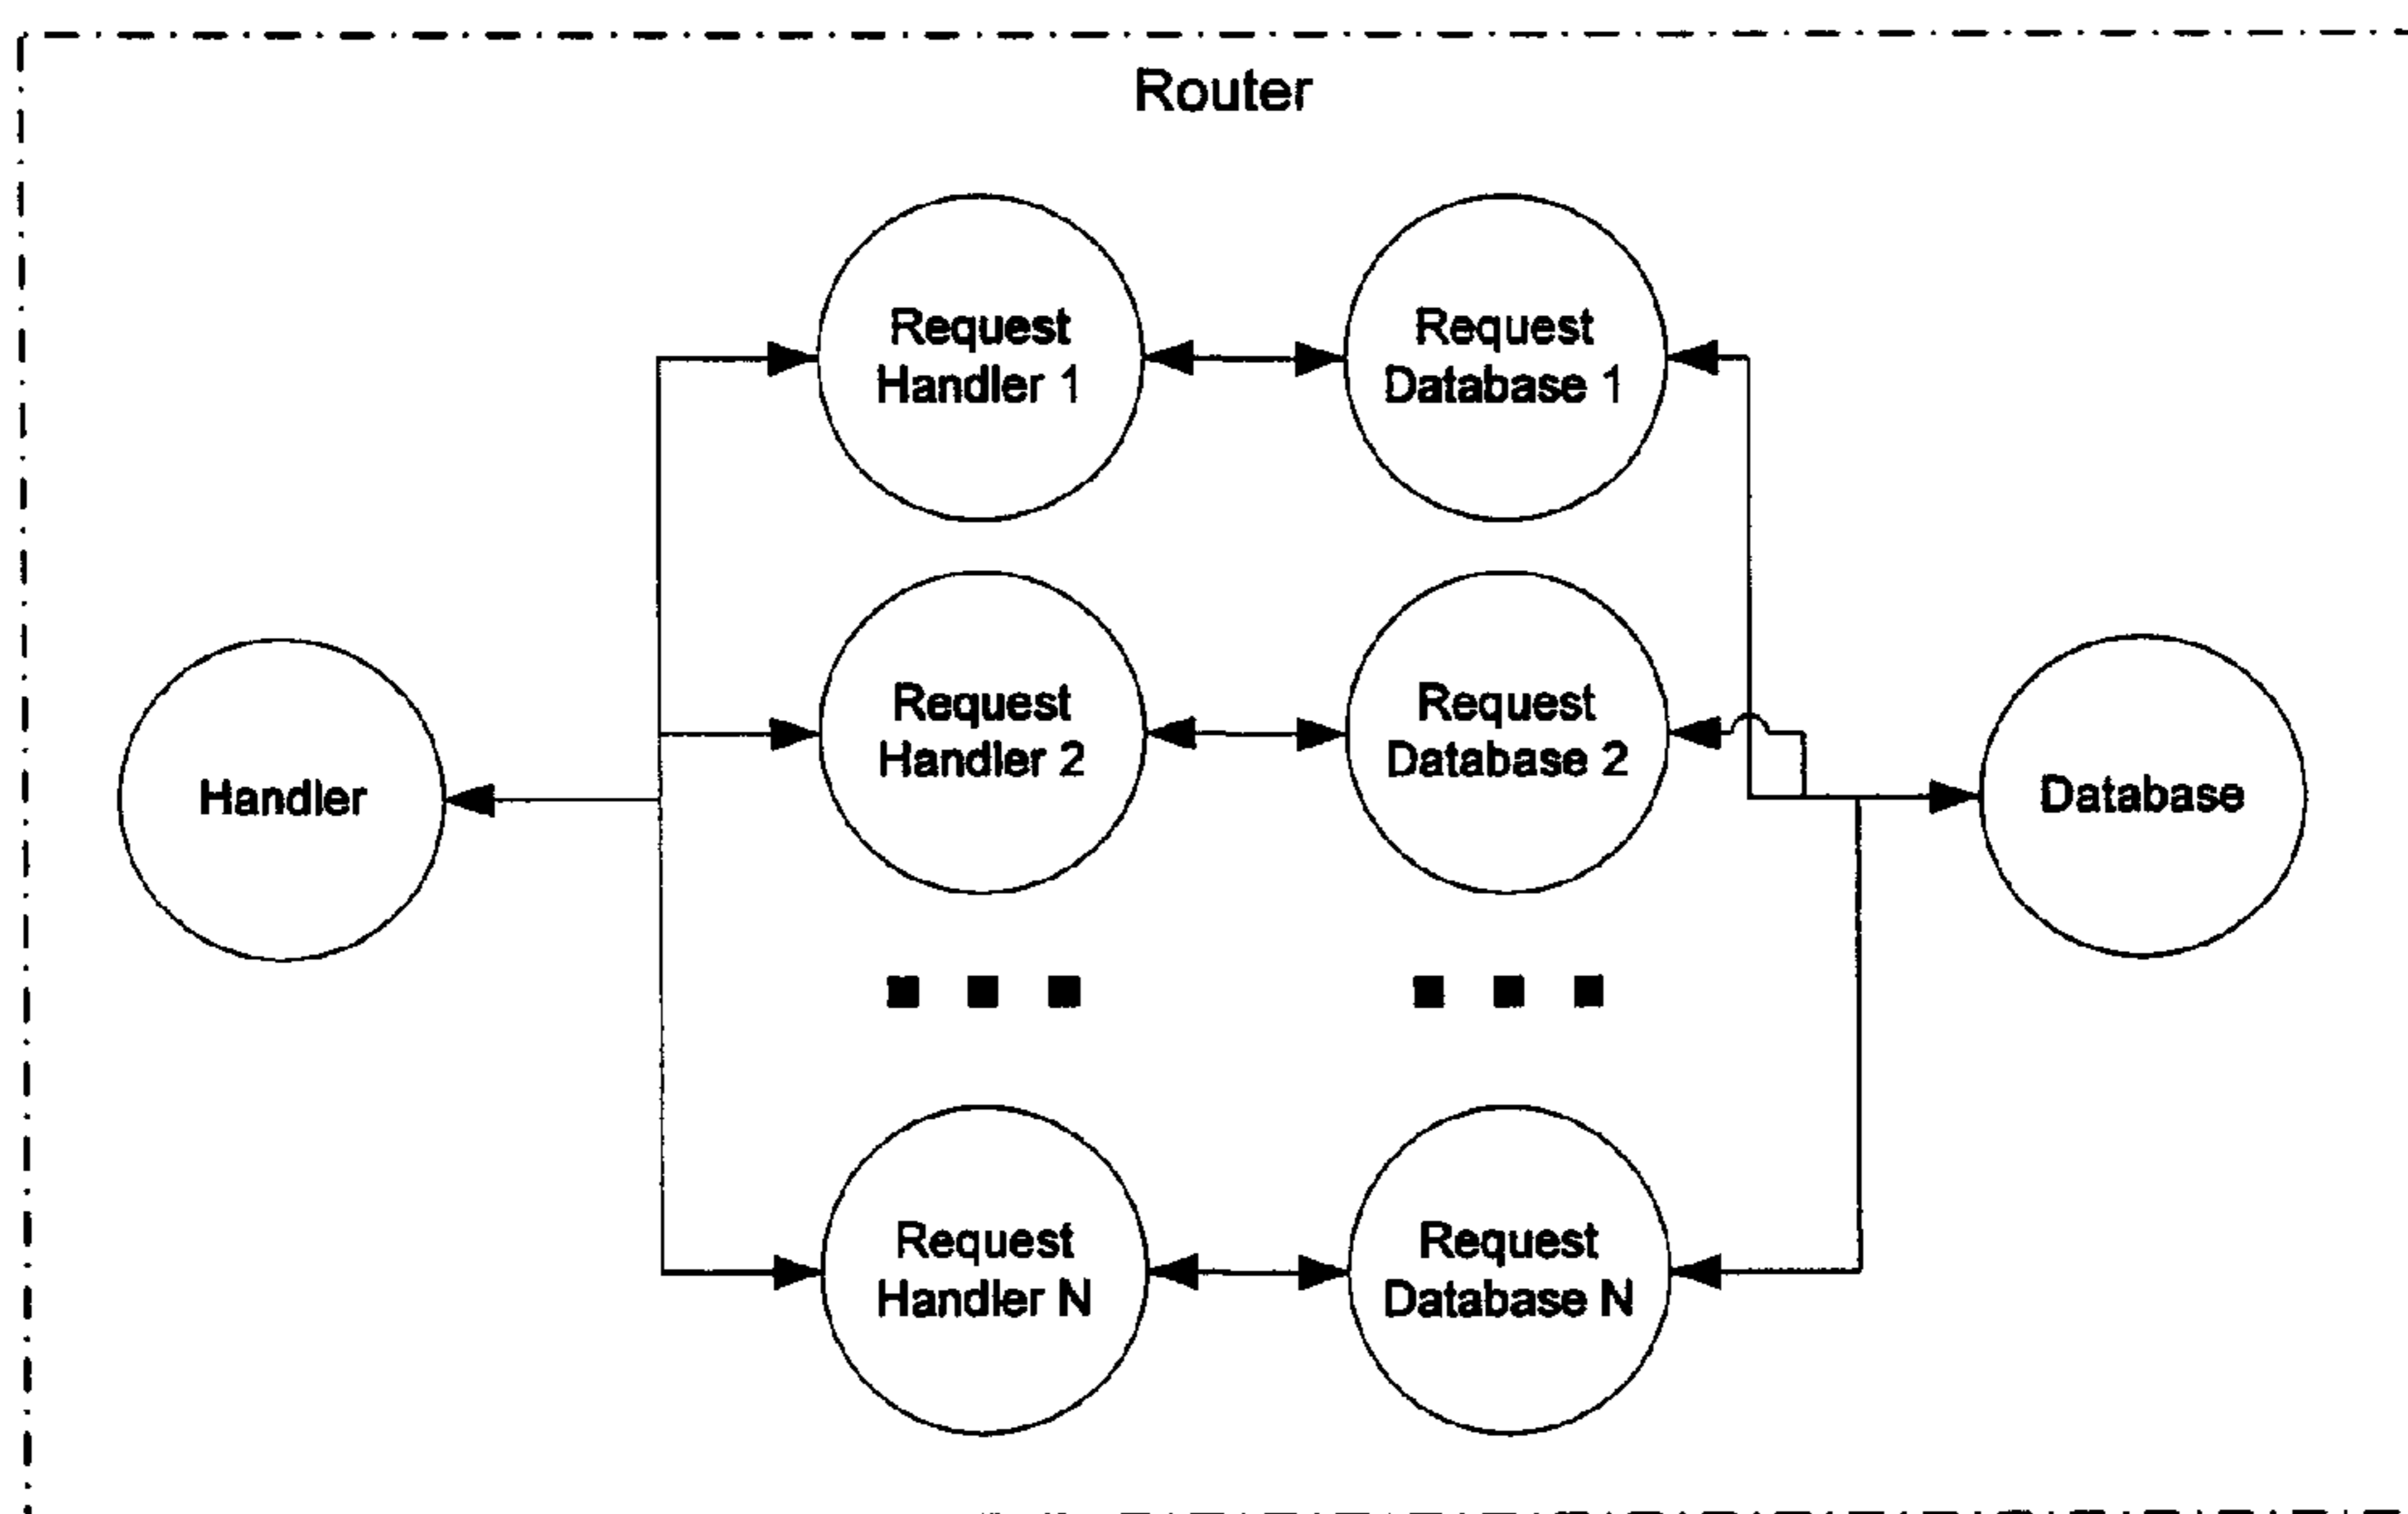 Router
Request
Handler 1
Request
Database 1
Request
Handler 2
Request
Database 2
Handler
Database
Request
Handler N
Request
Database N